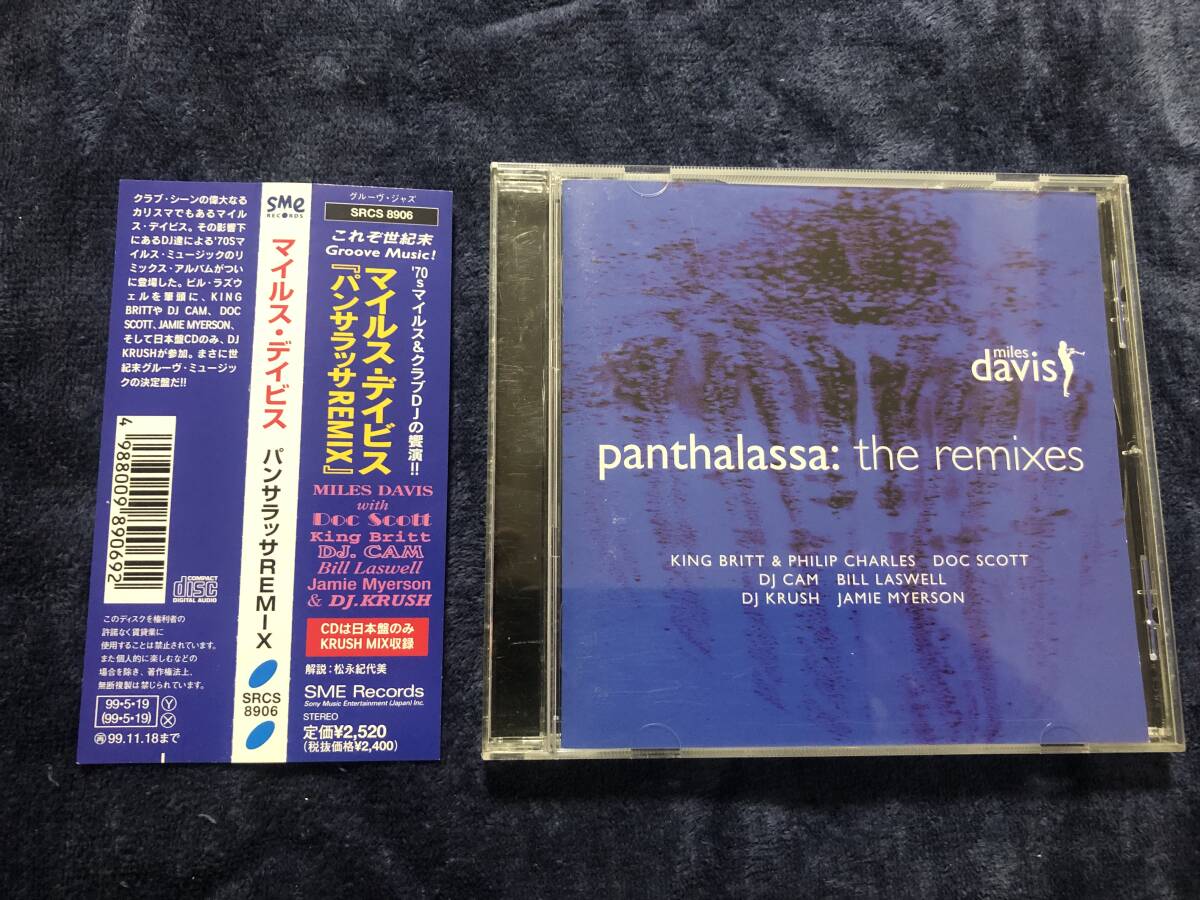 クラブ・シーンの偉大なる
カリスマでもあるマイル
ス・デイビス。その影響下
にあるDJ達による'70Sマ
イルス・ミュージックのリ
ミックス・アルバムがつい
に登場した。ビル・ラズウ
ェルを筆頭に、KING
BRITTや DJ CAM、DOC
SCOTT、JAMIE MYERSON、
そして日本盤CDのみ、DJ
KRUSHが参加。まさに世
紀末グルーヴ・ミュージッ
クの決定盤だ!!
4 988009 890692
COMPACT
disc
DIGITAL AUDIO
このディスクを権利者の
許諾なく賃貸業に
使用することは禁止されています。
また個人的に楽しむなどの
場合を除き、著作権法上、
無断複製は禁じられています。
99・5・19 Y
(99・5・19) X
再 99.11.18まで
SMe
RECORDS
マイルス・デイビス パンサラッサREMIX
SRCS
8906
グルーヴ・ジャズ
SRCS 8906
これぞ世紀末
Groove Music!
'70sマイルス&クラブDJの饗演!!
マイルス・デイビス
『パンサラッサREMIX』
MILES DAVIS
with
Doc Scott
King Britt
DJ. CAM
Bill Laswell
Jamie Myerson
& DJ.KRUSH
CDは日本盤のみ
KRUSH MIX収録
解説:松永紀代美
SME Records
Sony Music Entertainment (Japan) Inc.
STEREO
定価¥2,520
(税抜価格¥2,400)
miles
davis
panthalassa: the remixes
KING BRITT & PHILIP CHARLES DOC SCOTT
DJ CAM BILL LASWELL
DJ KRUSH JAMIE MYERSON